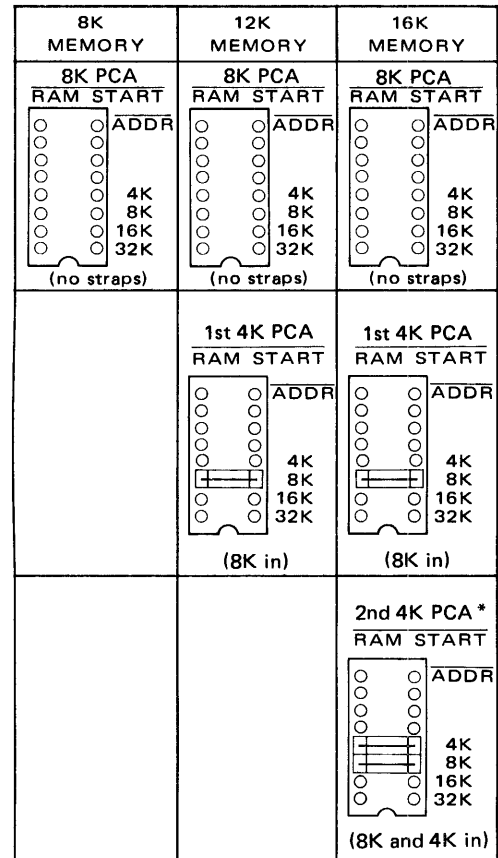 8K
MEMORY
12K
MEMORY
16K
MEMORY
8K PCA
RAM START
ADDR
4K
8K
16K
32K
(no straps)
8K PCA
RAM START
ADDR
4K
8K
16K
32K
(no straps)
8K PCA
RAM START
ADDR
4K
8K
16K
32K
(no straps)
1st 4K PCA
RAM START
ADDR
4K
8K
16K
32K
(8K in)
1st 4K PCA
RAM START
ADDR
4K
8K
16K
32K
(8K in)
2nd 4K PCA*
RAM START
ADDR
4K
8K
16K
32K
(8K and 4K in)